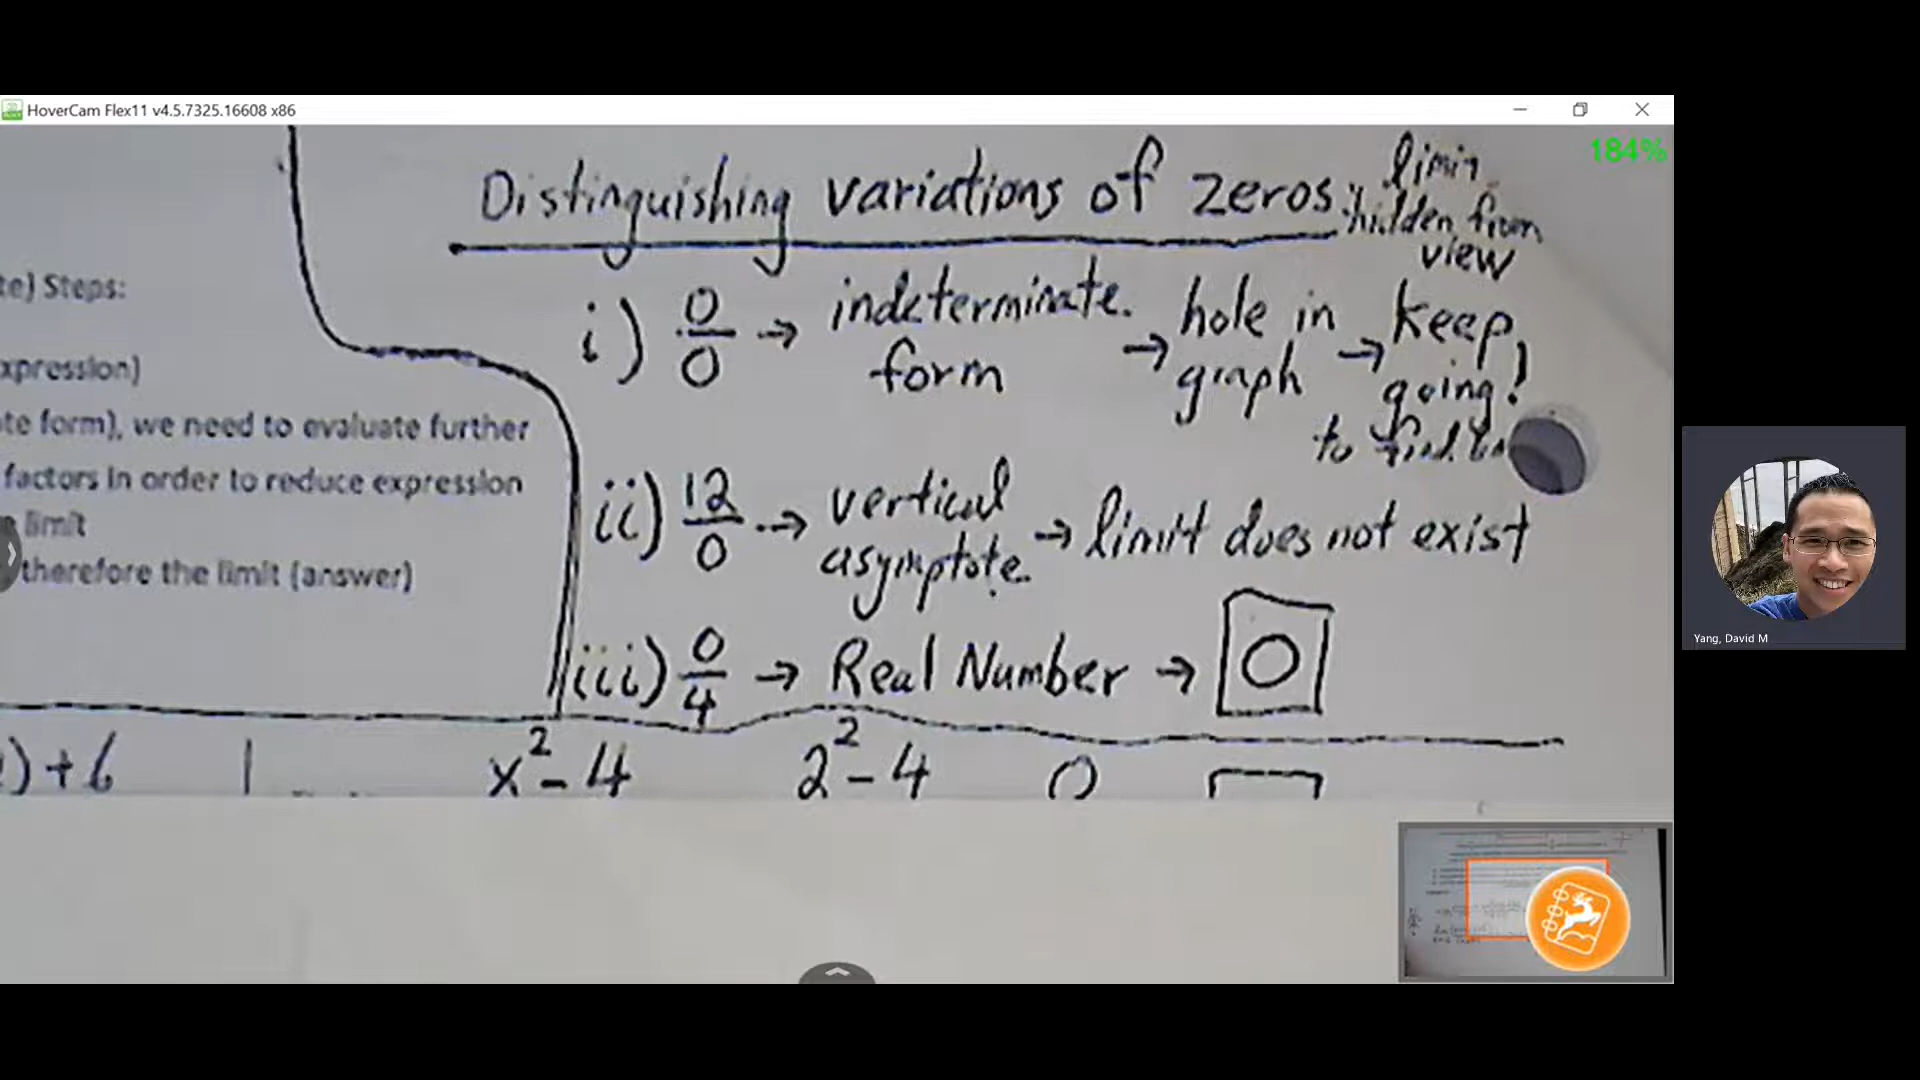 HoverCam Flex11 v4.5.7325.16608 x86
184%
Distinguishing variations of zeros:
limit
"hidden from
view
te) Steps:
i) 0/0 → indeterminate form → hole in graph → keep going!
to find
xpression)
te form), we need to evaluate further
factors in order to reduce expression
limit
therefore the limit (answer)
ii) 12/0 → vertical asymptote. → limit does not exist
iii) 0/4 → Real Number → 0
) + 6
x² - 4
2² - 4
0
Yang, David M